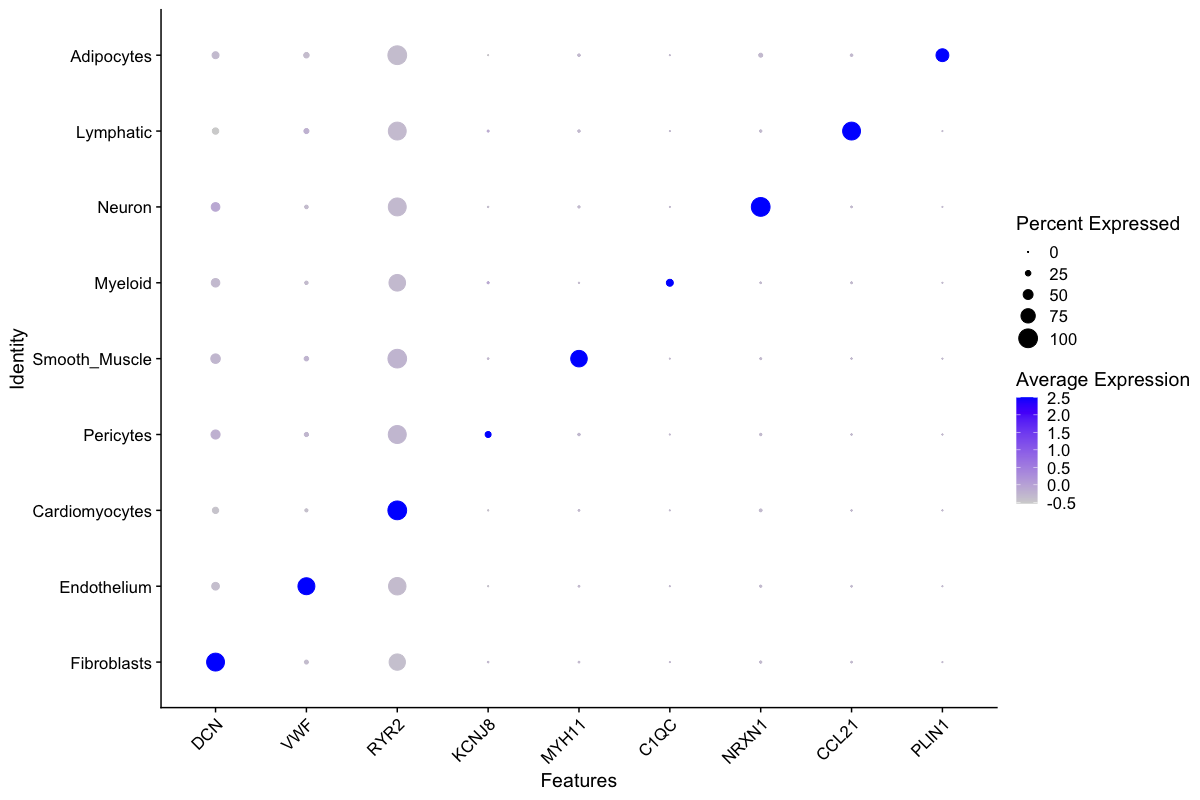 Adipocytes
Lymphatic
Neuron
Myeloid
Smooth_Muscle
Pericytes
Cardiomyocytes
Endothelium
Fibroblasts
Identity
DCN
VWF
RYR2
KCNJ8
MYH11
C1QC
NRXN1
CCL21
PLIN1
Features
Percent Expressed
0
25
50
75
100
Average Expression
2.5
2.0
1.5
1.0
0.5
0.0
-0.5